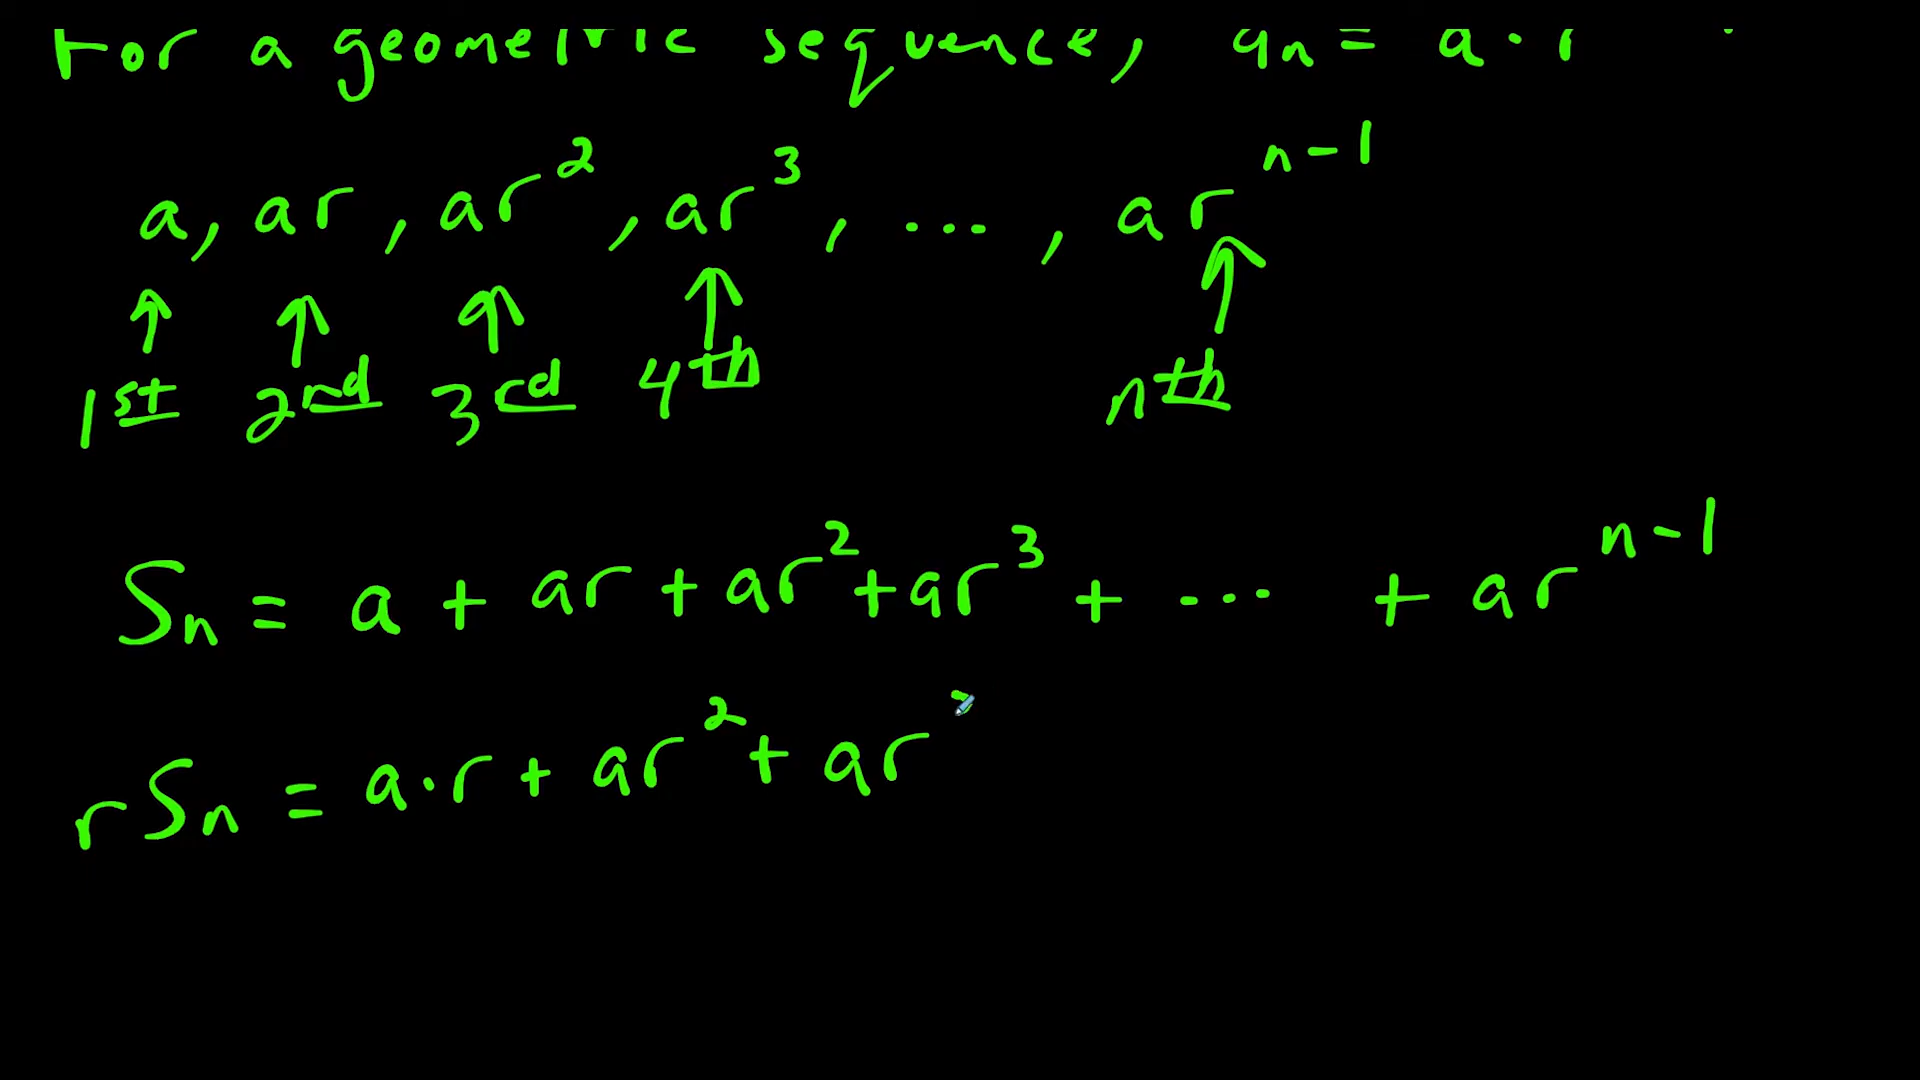 For a geometric sequence, aₙ = a · r
a, ar, ar², ar³, ..., arⁿ⁻¹
1st 2nd 3rd 4th nth
Sₙ = a + ar + ar² + ar³ + ... + arⁿ⁻¹
rSₙ = a·r + ar² + ar